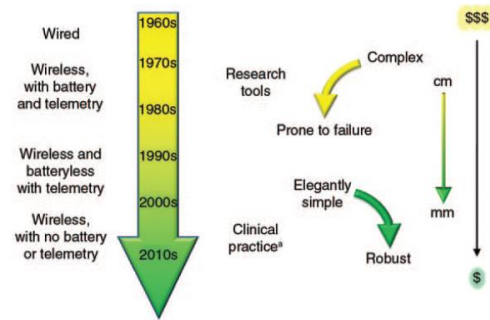 Wired
Wireless,
with battery
and telemetry
Wireless and
batteryless
with telemetry
Wireless,
with no battery
or telemetry
1960s
1970s
1980s
1990s
2000s
2010s
Research
tools
Clinical
practiceᵃ
Complex
Prone to failure
Elegantly
simple
Robust
cm
mm
$$$
$